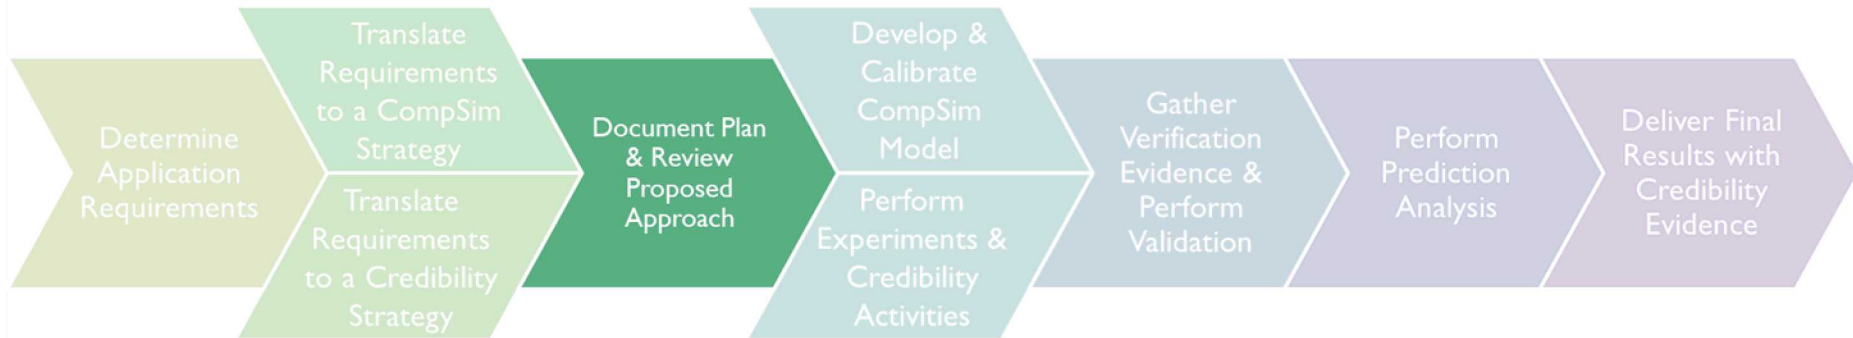 Determine
Application
Requirements
Translate
Requirements
to a CompSim
Strategy
Translate
Requirements
to a Credibility
Strategy
Document Plan
& Review
Proposed
Approach
Develop &
Calibrate
CompSim
Model
Perform
Experiments &
Credibility
Activities
Gather
Verification
Evidence &
Perform
Validation
Perform
Prediction
Analysis
Deliver Final
Results with
Credibility
Evidence